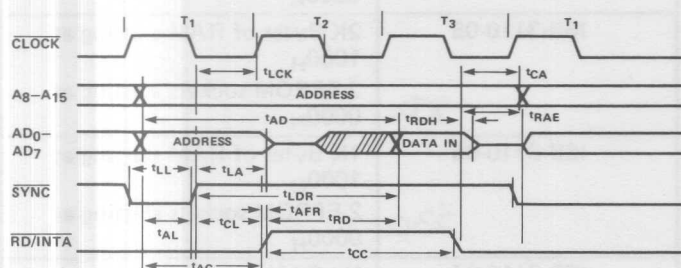 T1 T2 T3 T1
CLOCK
tLCK tCA
A8–A15 ADDRESS
tAD tRDH tRAE
AD0–
AD7 ADDRESS DATA IN
tLL tLA
SYNC tLDR
tAFR
tAL tCL tRD
RD/INTA
tCC
tAC